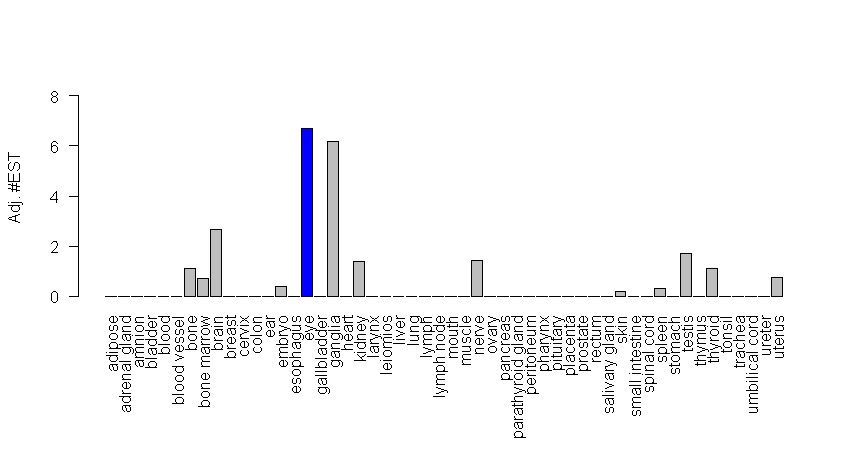 Adj. #EST
8
6
4
2
0
adipose
adrenal gland
amnion
bladder
blood
blood vessel
bone
bone marrow
brain
breast
cervix
colon
ear
embryo
esophagus
eye
gallbladder
ganglia
heart
kidney
larynx
leiomios
liver
lung
lymph
lymph node
mouth
muscle
nerve
ovary
pancreas
parathyroid gland
peritoneum
pharynx
pituitary
placenta
prostate
rectum
salivary gland
skin
small intestine
spinal cord
spleen
stomach
testis
thymus
thyroid
tonsil
trachea
umbilical cord
ureter
uterus